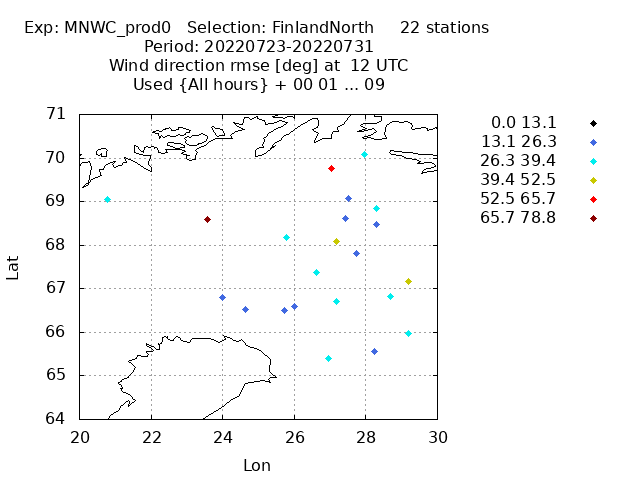 Exp: MNWC_prod0 Selection: FinlandNorth 22 stations
Period: 20220723-20220731
Wind direction rmse [deg] at 12 UTC
Used {All hours} + 00 01 ... 09
0.0 13.1
13.1 26.3
26.3 39.4
39.4 52.5
52.5 65.7
65.7 78.8
71
70
69
68
67
66
65
64
Lat
20 22 24 26 28 30
Lon